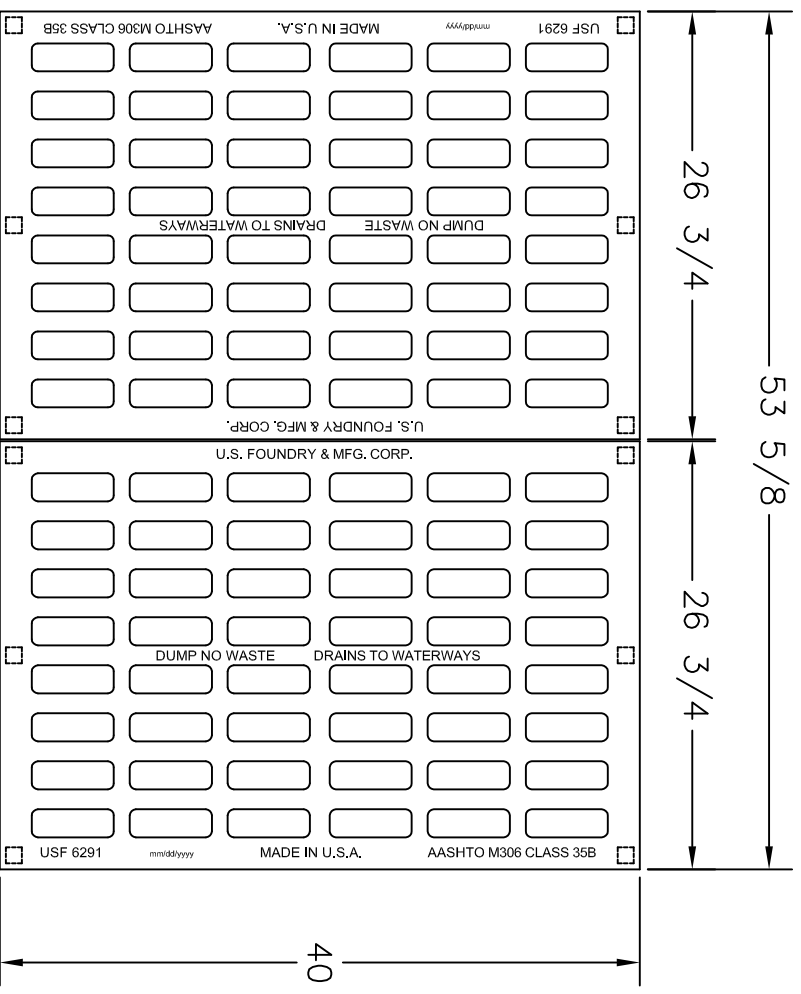 AASHTO M306 CLASS 35B MADE IN U.S.A. mm/dd/yyyy USF 6291
DRAINS TO WATERWAYS DUMP NO WASTE
U.S. FOUNDRY & MFG. CORP.
U.S. FOUNDRY & MFG. CORP.
DUMP NO WASTE DRAINS TO WATERWAYS
USF 6291 mm/dd/yyyy MADE IN U.S.A. AASHTO M306 CLASS 35B
26 3/4
53 5/8
26 3/4
40